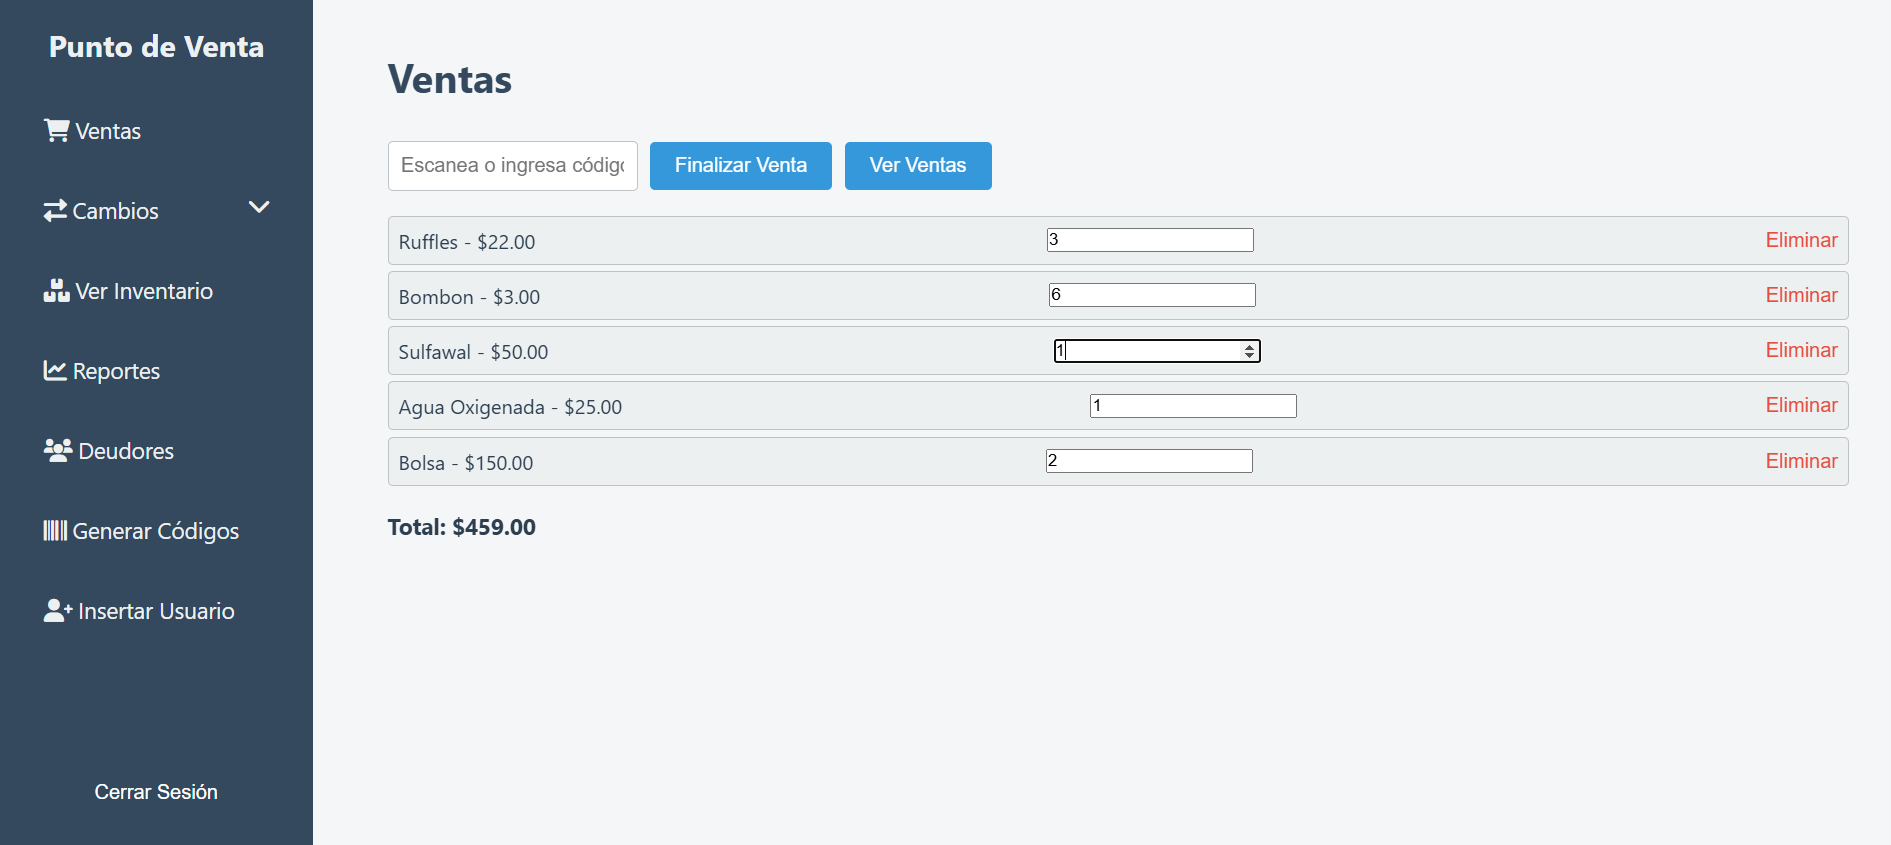 Punto de Venta
Ventas
Cambios
Ver Inventario
Reportes
Deudores
Generar Códigos
Insertar Usuario
Cerrar Sesión
Ventas
Escanea o ingresa códig
Finalizar Venta
Ver Ventas
Ruffles - $22.00 3 Eliminar
Bombon - $3.00 6 Eliminar
Sulfawal - $50.00 1 Eliminar
Agua Oxigenada - $25.00 1 Eliminar
Bolsa - $150.00 2 Eliminar
Total: $459.00